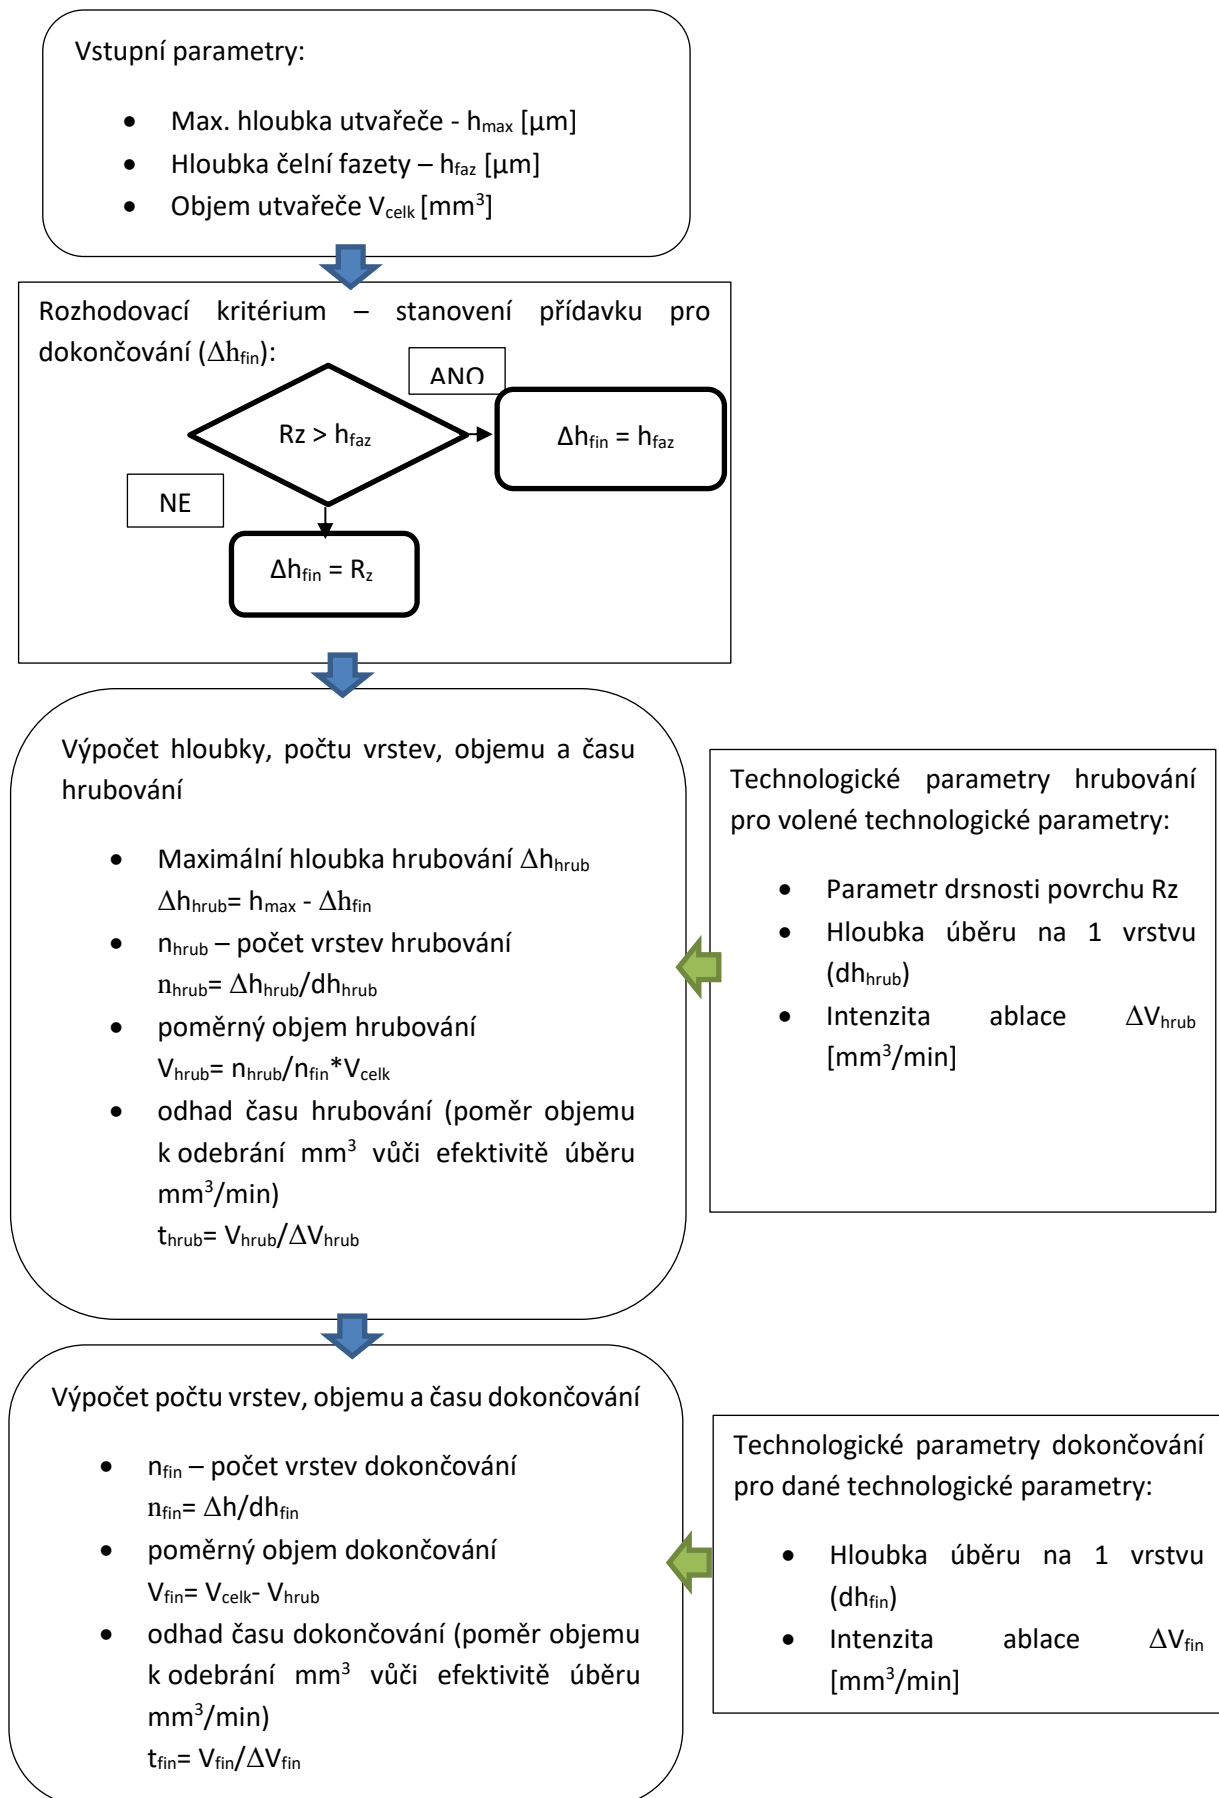 Vstupní parametry:
• Max. hloubka utvařeče - hmax [µm]
• Hloubka čelní fazety – hfaz [µm]
• Objem utvařeče Vcelk [mm³]
Rozhodovací kritérium – stanovení přídavku pro
dokončování (Δhfin):
ANO
Rz > hfaz
Δhfin = hfaz
NE
Δhfin = Rz
Výpočet hloubky, počtu vrstev, objemu a času
hrubování
• Maximální hloubka hrubování Δhhrub
Δhhrub= hmax - Δhfin
• nhrub – počet vrstev hrubování
nhrub= Δhhrub/dhhrub
• poměrný objem hrubování
Vhrub= nhrub/nfin*Vcelk
• odhad času hrubování (poměr objemu
k odebrání mm³ vůči efektivitě úběru
mm³/min)
thrub= Vhrub/ΔVhrub
Technologické parametry hrubování
pro volené technologické parametry:
• Parametr drsnosti povrchu Rz
• Hloubka úběru na 1 vrstvu
(dhhrub)
• Intenzita ablace ΔVhrub
[mm³/min]
Výpočet počtu vrstev, objemu a času dokončování
• nfin – počet vrstev dokončování
nfin= Δh/dhfin
• poměrný objem dokončování
Vfin= Vcelk- Vhrub
• odhad času dokončování (poměr objemu
k odebrání mm³ vůči efektivitě úběru
mm³/min)
tfin= Vfin/ΔVfin
Technologické parametry dokončování
pro dané technologické parametry:
• Hloubka úběru na 1 vrstvu
(dhfin)
• Intenzita ablace ΔVfin
[mm³/min]